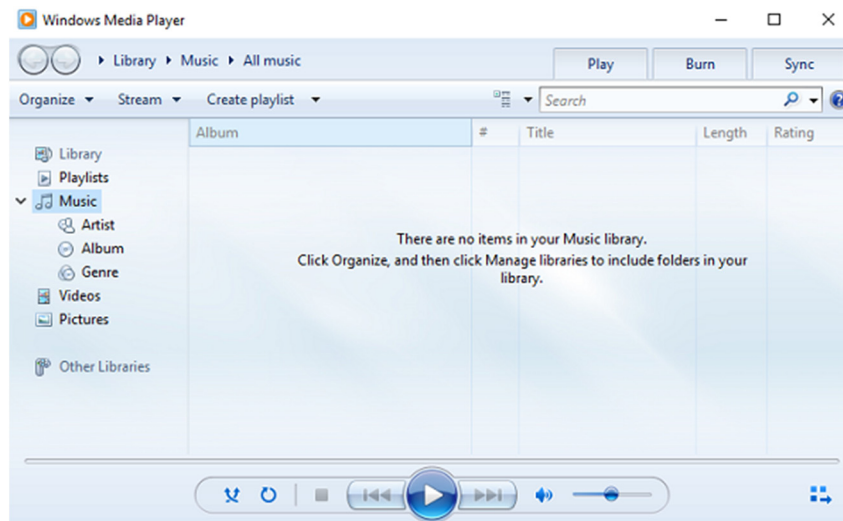 Windows Media Player
Library Music All music
Play Burn Sync
Organize Stream Create playlist Search
Album # Title Length Rating
Library
Playlists
Music
Artist
Album
Genre
Videos
Pictures
Other Libraries
There are no items in your Music library.
Click Organize, and then click Manage libraries to include folders in your
library.